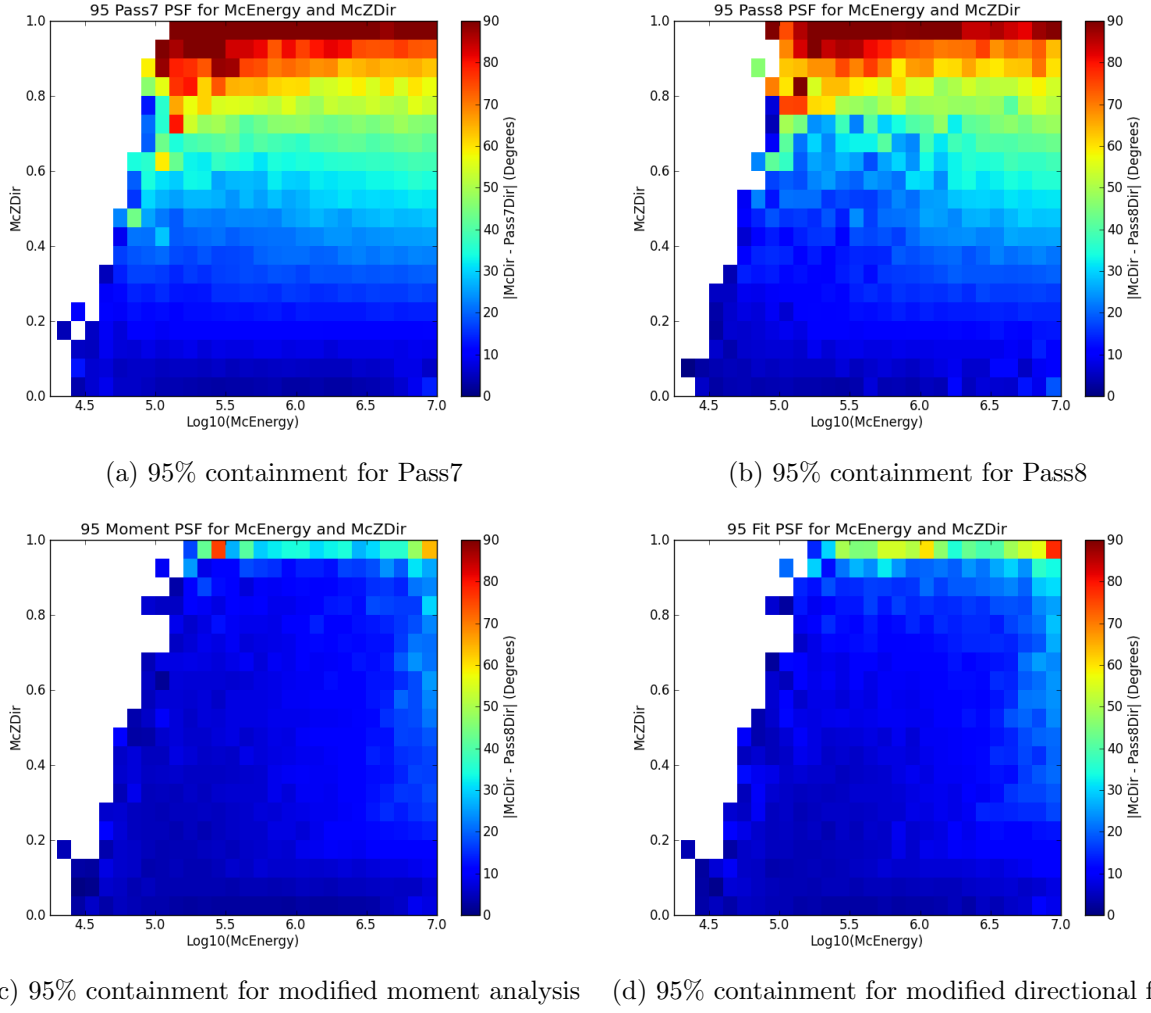 95 Pass7 PSF for McEnergy and McZDir
1.0
0.8
0.6
0.4
0.2
0.0
McZDir
4.5 5.0 5.5 6.0 6.5 7.0
Log10(McEnergy)
90
80
70
60
50
40
30
20
10
0
|McDir - Pass7Dir| (Degrees)
(a) 95% containment for Pass7
95 Pass8 PSF for McEnergy and McZDir
1.0
0.8
0.6
0.4
0.2
0.0
McZDir
4.5 5.0 5.5 6.0 6.5 7.0
Log10(McEnergy)
90
80
70
60
50
40
30
20
10
0
|McDir - Pass8Dir| (Degrees)
(b) 95% containment for Pass8
95 Moment PSF for McEnergy and McZDir
1.0
0.8
0.6
0.4
0.2
0.0
McZDir
4.5 5.0 5.5 6.0 6.5 7.0
Log10(McEnergy)
90
80
70
60
50
40
30
20
10
0
|McDir - Pass8Dir| (Degrees)
c) 95% containment for modified moment analysis
95 Fit PSF for McEnergy and McZDir
1.0
0.8
0.6
0.4
0.2
0.0
McZDir
4.5 5.0 5.5 6.0 6.5 7.0
Log10(McEnergy)
90
80
70
60
50
40
30
20
10
0
|McDir - Pass8Dir| (Degrees)
(d) 95% containment for modified directional f